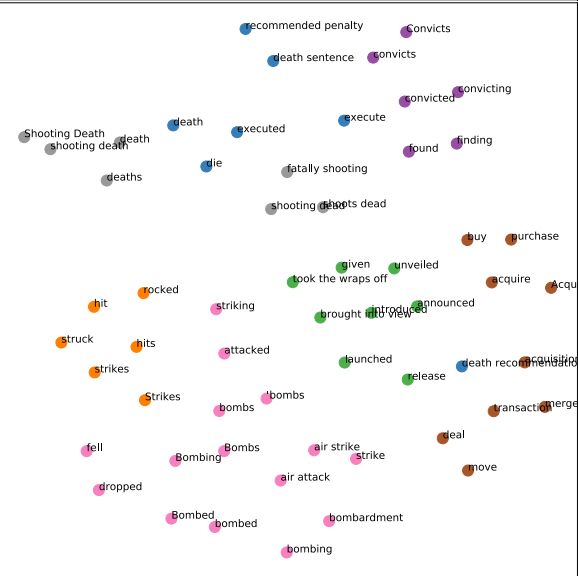 recommended penalty
Convicts
convicts
death sentence
convicting
convicted
execute
death
executed
Shooting Death
death
finding
shooting death
found
die
fatally shooting
deaths
shoots dead
shooting dead
buy
purchase
given
unveiled
took the wraps off
acquire
Acqu
rocked
hit
striking
announced
introduced
brought into view
struck
hits
attacked
launched
acquisition
death recommendatio
strikes
release
'bombs
Strikes
bombs
transaction
merge
deal
fell
Bombs
air strike
Bombing
strike
move
air attack
dropped
Bombed
bombed
bombardment
bombing